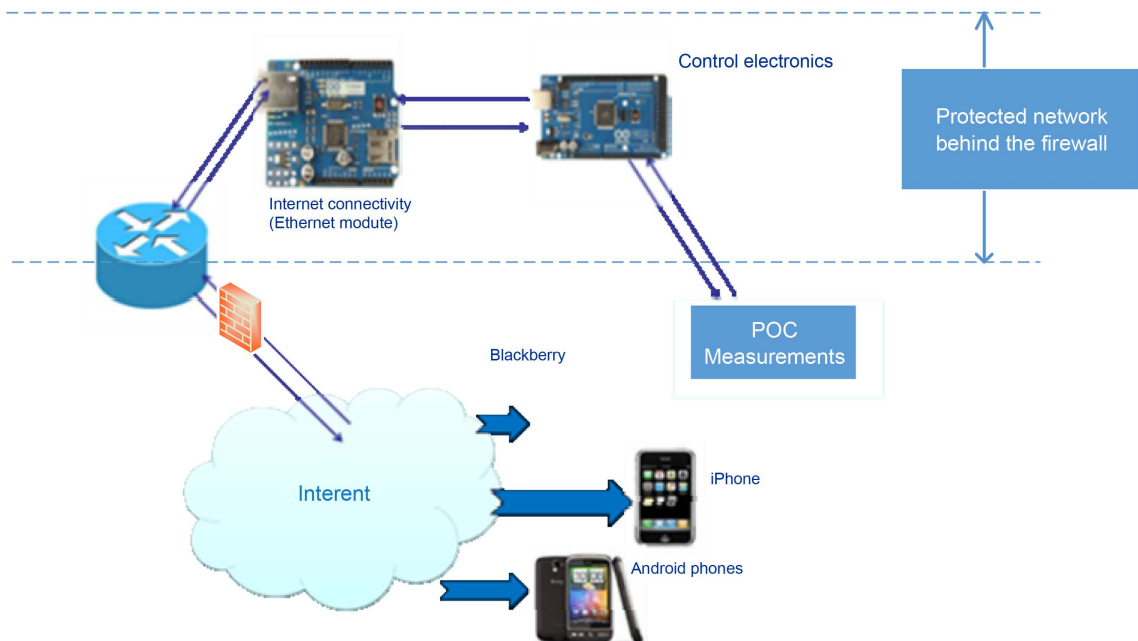 Control electronics
Protected network
behind the firewall
Internet connectivity
(Ethernet modute)
POC
Measurements
Blackberry
Interent
iPhone
Android phones